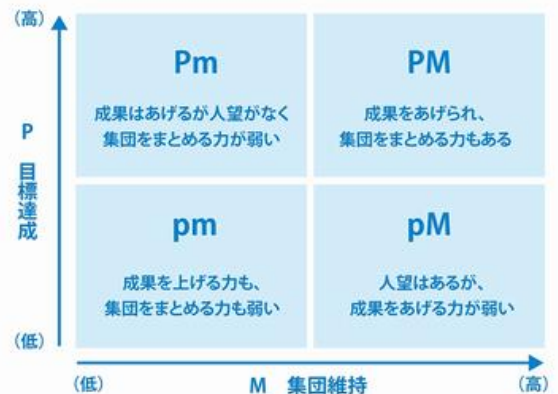 (高)
Pm
成果はあげるが人望がなく
集団をまとめる力が弱い
PM
成果をあげられ、
集団をまとめる力もある
P 目標達成
pm
成果を上げる力も、
集団をまとめる力も弱い
pM
人望はあるが、
成果をあげる力が弱い
(低)
(低)
M 集団維持
(高)